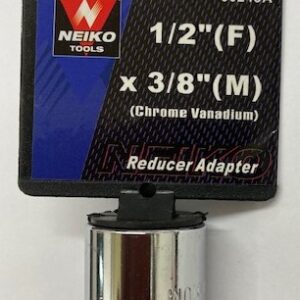 NEIKO
TOOLS
1/2"(F)
x 3/8"(M)
(Chrome Vanadium)
NEIKO
Reducer Adapter